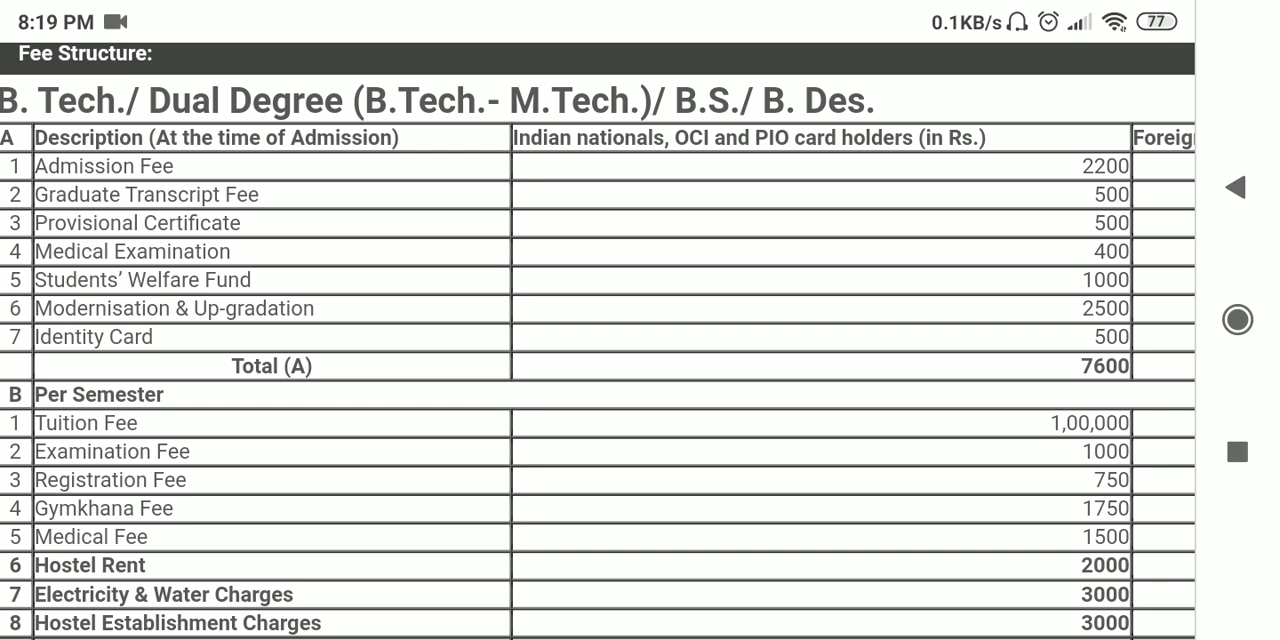 8:19 PM 0.1KB/s 77
Fee Structure:
B. Tech./ Dual Degree (B.Tech.- M.Tech.)/ B.S./ B. Des.
A Description (At the time of Admission) Indian nationals, OCI and PIO card holders (in Rs.) Foreig
1 Admission Fee 2200
2 Graduate Transcript Fee 500
3 Provisional Certificate 500
4 Medical Examination 400
5 Students’ Welfare Fund 1000
6 Modernisation & Up-gradation 2500
7 Identity Card 500
Total (A) 7600
B Per Semester
1 Tuition Fee 1,00,000
2 Examination Fee 1000
3 Registration Fee 750
4 Gymkhana Fee 1750
5 Medical Fee 1500
6 Hostel Rent 2000
7 Electricity & Water Charges 3000
8 Hostel Establishment Charges 3000